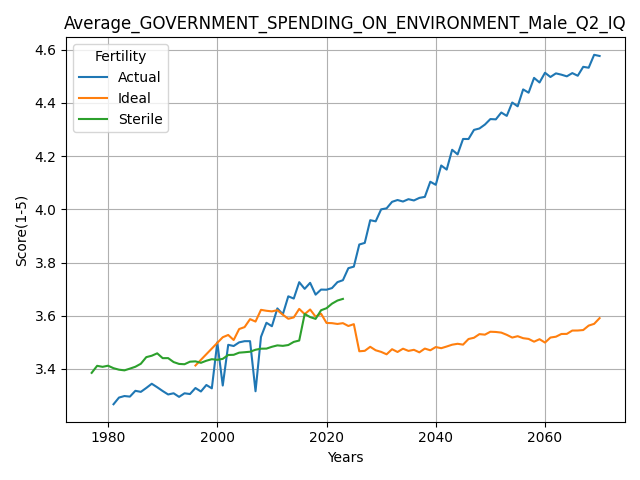 Average_GOVERNMENT_SPENDING_ON_ENVIRONMENT_Male_Q2_IQ
Fertility
Actual
Ideal
Sterile
Score(1-5)
4.6
4.4
4.2
4.0
3.8
3.6
3.4
1980
2000
2020
2040
2060
Years